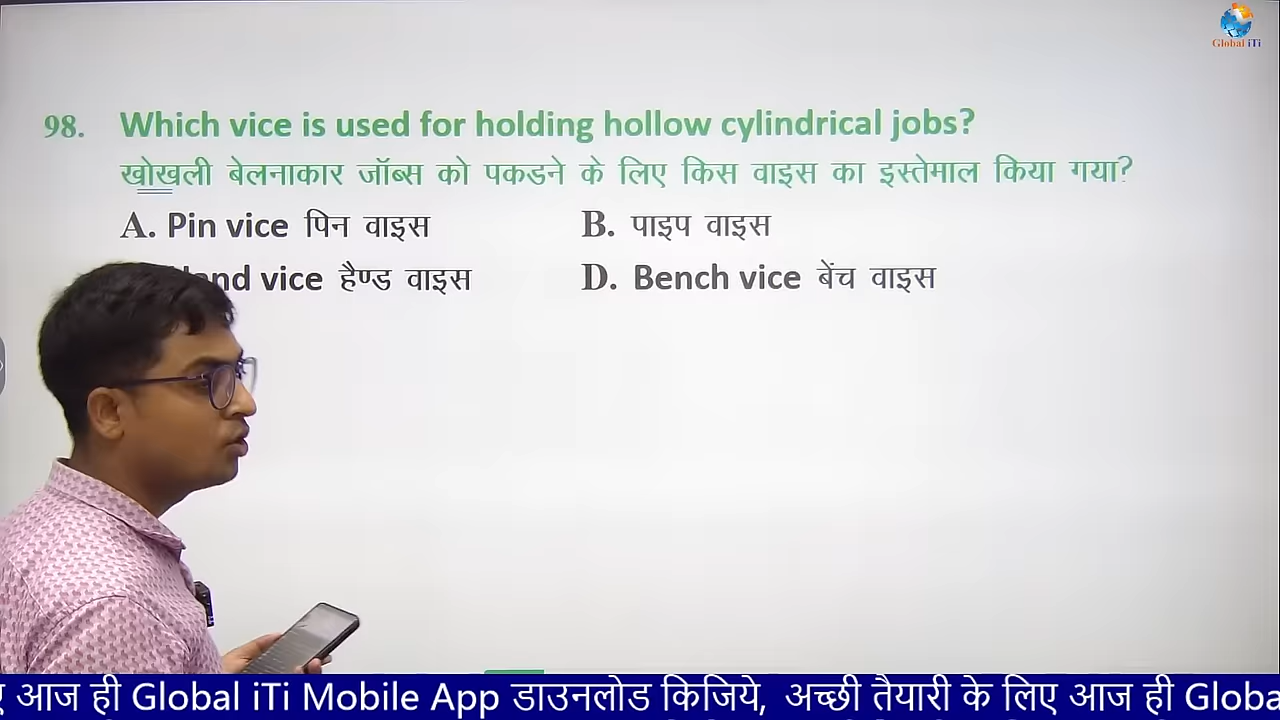 Global iTi
98. Which vice is used for holding hollow cylindrical jobs?
खोखली बेलनाकार जॉब्स को पकडने के लिए किस वाइस का इस्तेमाल किया गया?
A. Pin vice पिन वाइस B. पाइप वाइस
vice हैण्ड वाइस D. Bench vice बेंच वाइस
आज ही Global iTi Mobile App डाउनलोड किजिये, अच्छी तैयारी के लिए आज ही Globa